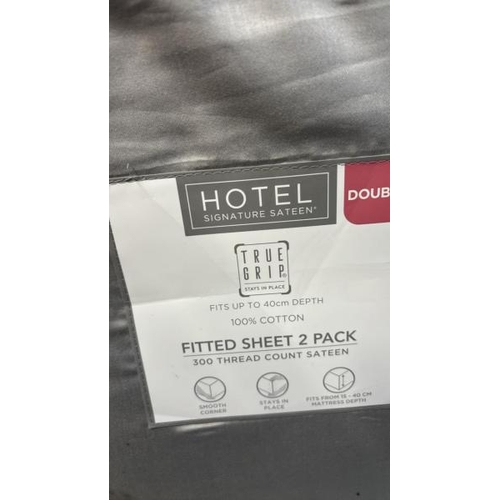 HOTEL
SIGNATURE SATEEN®
DOUB
TRUE
GRIP®
STAYS IN PLACE
FITS UP TO 40cm DEPTH
100% COTTON
FITTED SHEET 2 PACK
300 THREAD COUNT SATEEN
SMOOTH
CORNER
STAYS IN
PLACE
FITS FROM 15 - 40 CM
MATTRESS DEPTH